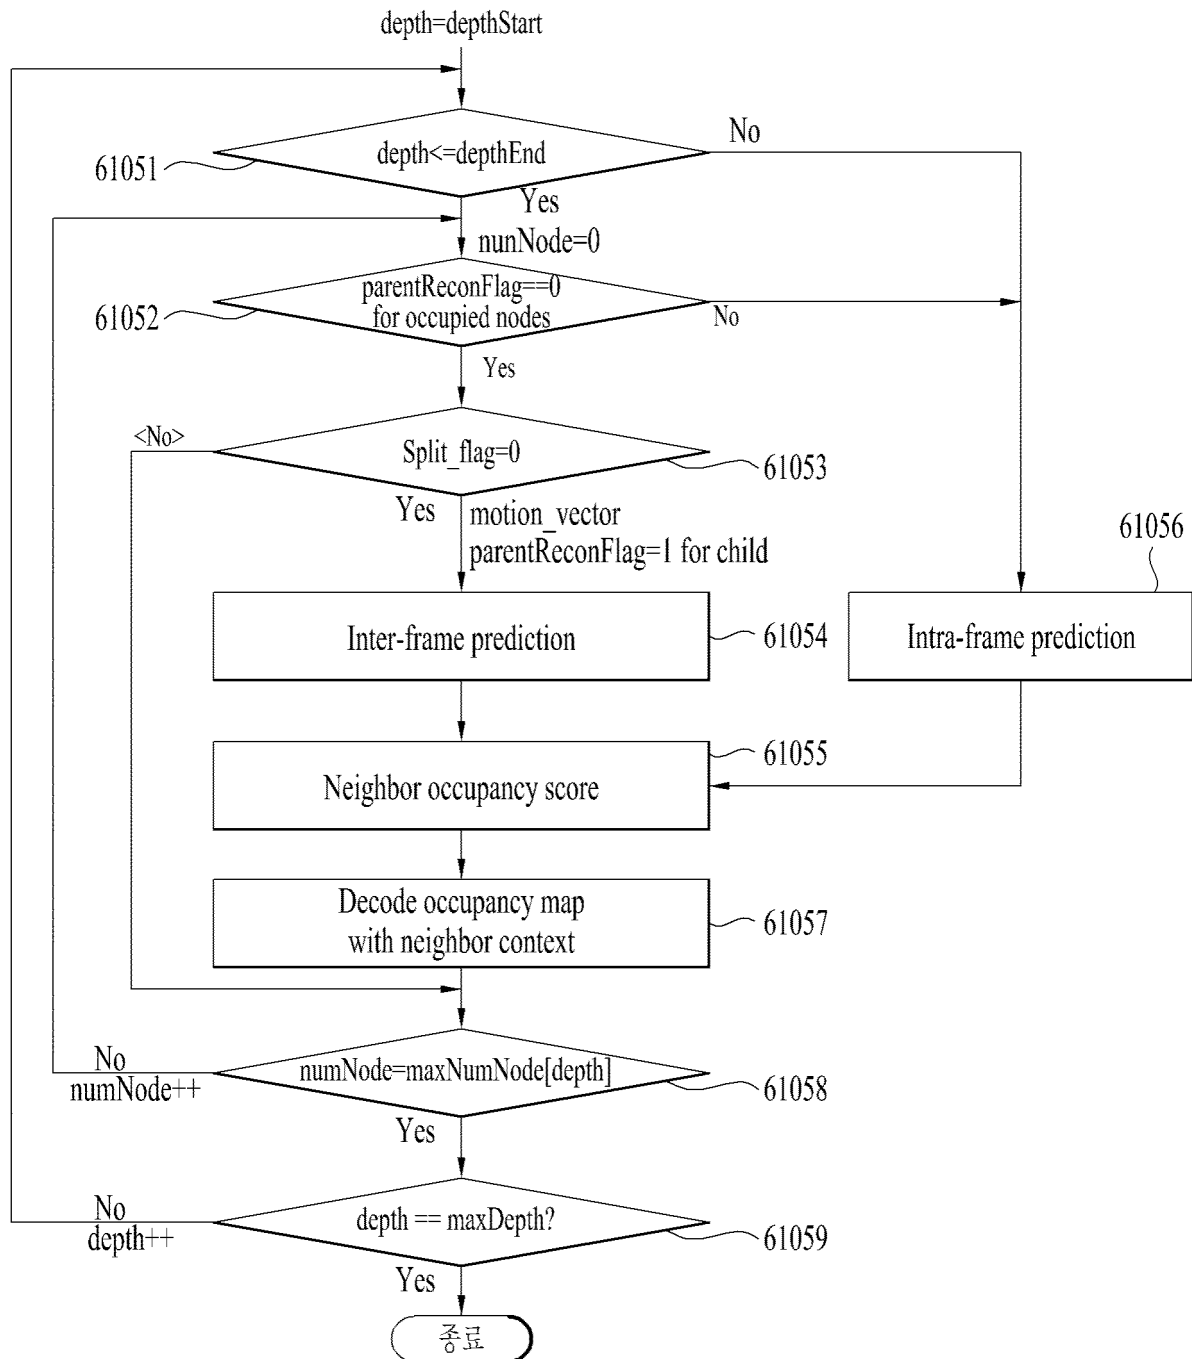 depth=depthStart
No
depth<=depthEnd
61051
Yes
nunNode=0
parentReconFlag==0
for occupied nodes
61052
No
Yes
<No>
Split_flag=0
61053
Yes
motion_vector
parentReconFlag=1 for child
61056
Inter-frame prediction
61054
Intra-frame prediction
61055
Neighbor occupancy score
Decode occupancy map
with neighbor context
61057
No
numNode++
numNode=maxNumNode[depth]
61058
Yes
No
depth++
depth == maxDepth?
61059
Yes
종료